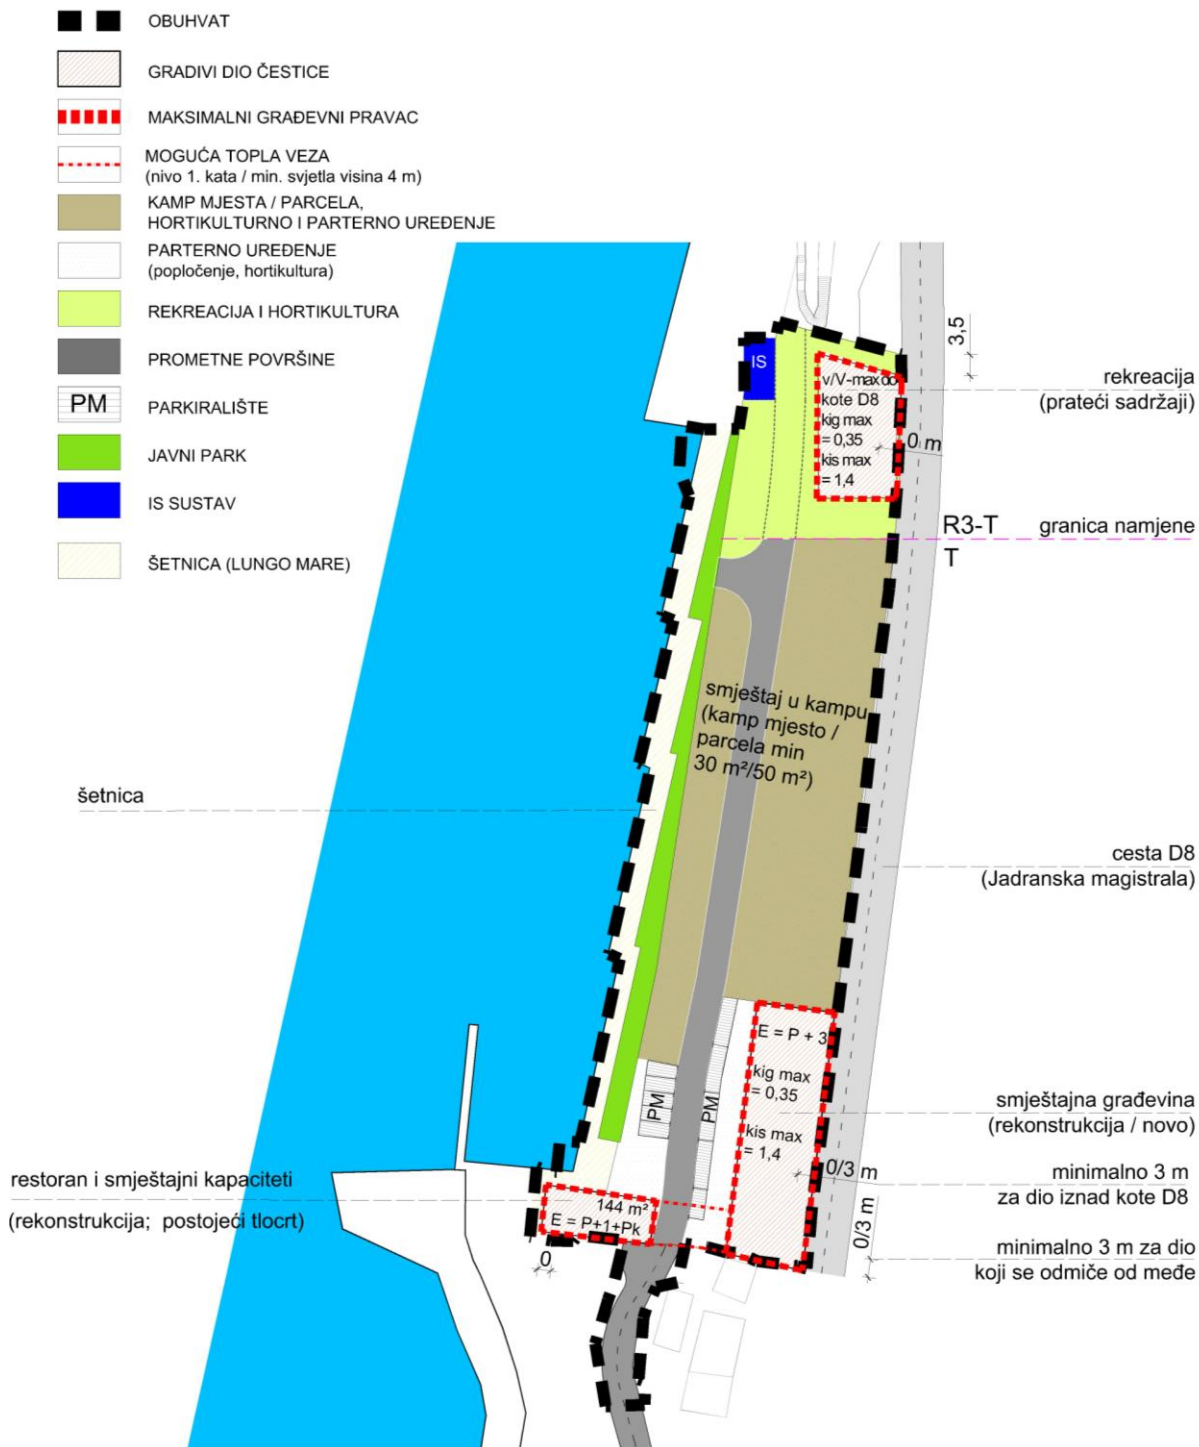 OBUHVAT
GRADIVI DIO ČESTICE
MAKSIMALNI GRAĐEVNI PRAVAC
MOGUĆA TOPLA VEZA
(nivo 1. kata / min. svjetla visina 4 m)
KAMP MJESTA / PARCELA,
HORTIKULTURNO I PARTERNO UREĐENJE
PARTERNO UREĐENJE
(popločenje, hortikultura)
REKREACIJA I HORTIKULTURA
PROMETNE POVRŠINE
PM
PARKIRALIŠTE
JAVNI PARK
IS SUSTAV
ŠETNICA (LUNGO MARE)
3,5
IS
v/V-max do
kote D8
kig max
= 0,35
kis max
= 1,4
rekreacija
(prateći sadržaji)
0 m
R3-T
granica namjene
T
smještaj u kampu
(kamp mjesto /
parcela min
30 m²/50 m²)
šetnica
cesta D8
(Jadranska magistrala)
E = P + 3
kig max
= 0,35
kis max
= 1,4
PM
PM
smještajna građevina
(rekonstrukcija / novo)
0/3 m
minimalno 3 m
za dio iznad kote D8
restoran i smještajni kapaciteti
(rekonstrukcija; postojeći tlocrt)
144 m²
E = P+1+Pk
0
0/3 m
minimalno 3 m za dio
koji se odmiče od međe